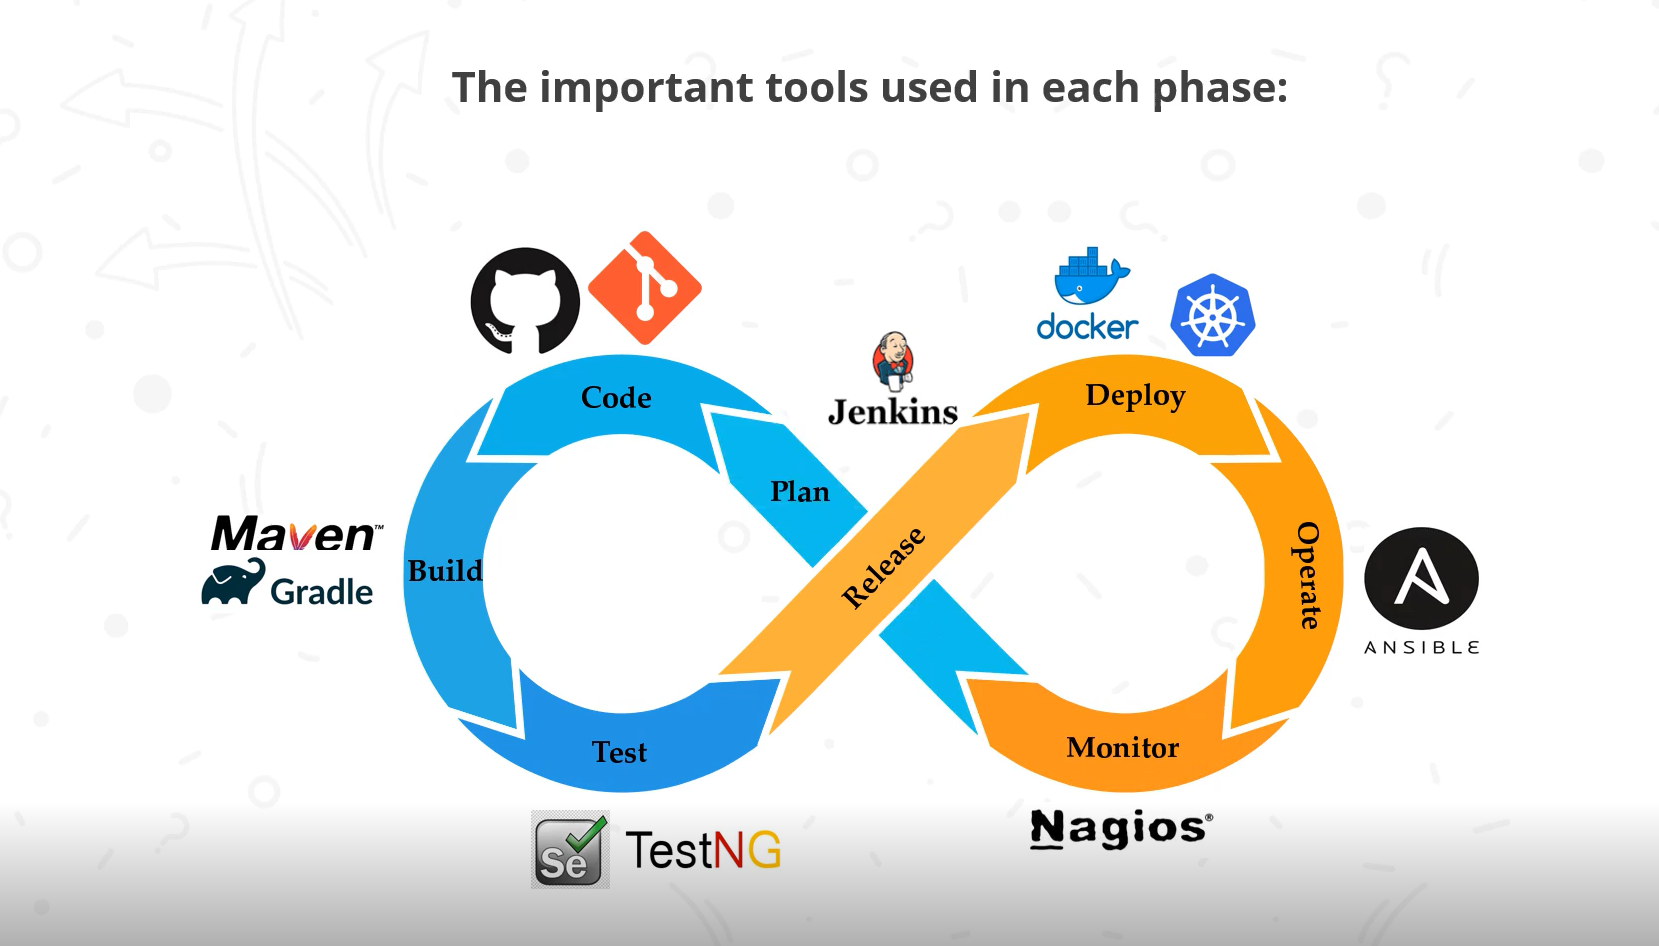 The important tools used in each phase:
docker
Jenkins
Code
Deploy
Plan
Maven™
Gradle
Build
Release
Operate
ANSIBLE
Test
Monitor
Se
TestNG
Nagios®